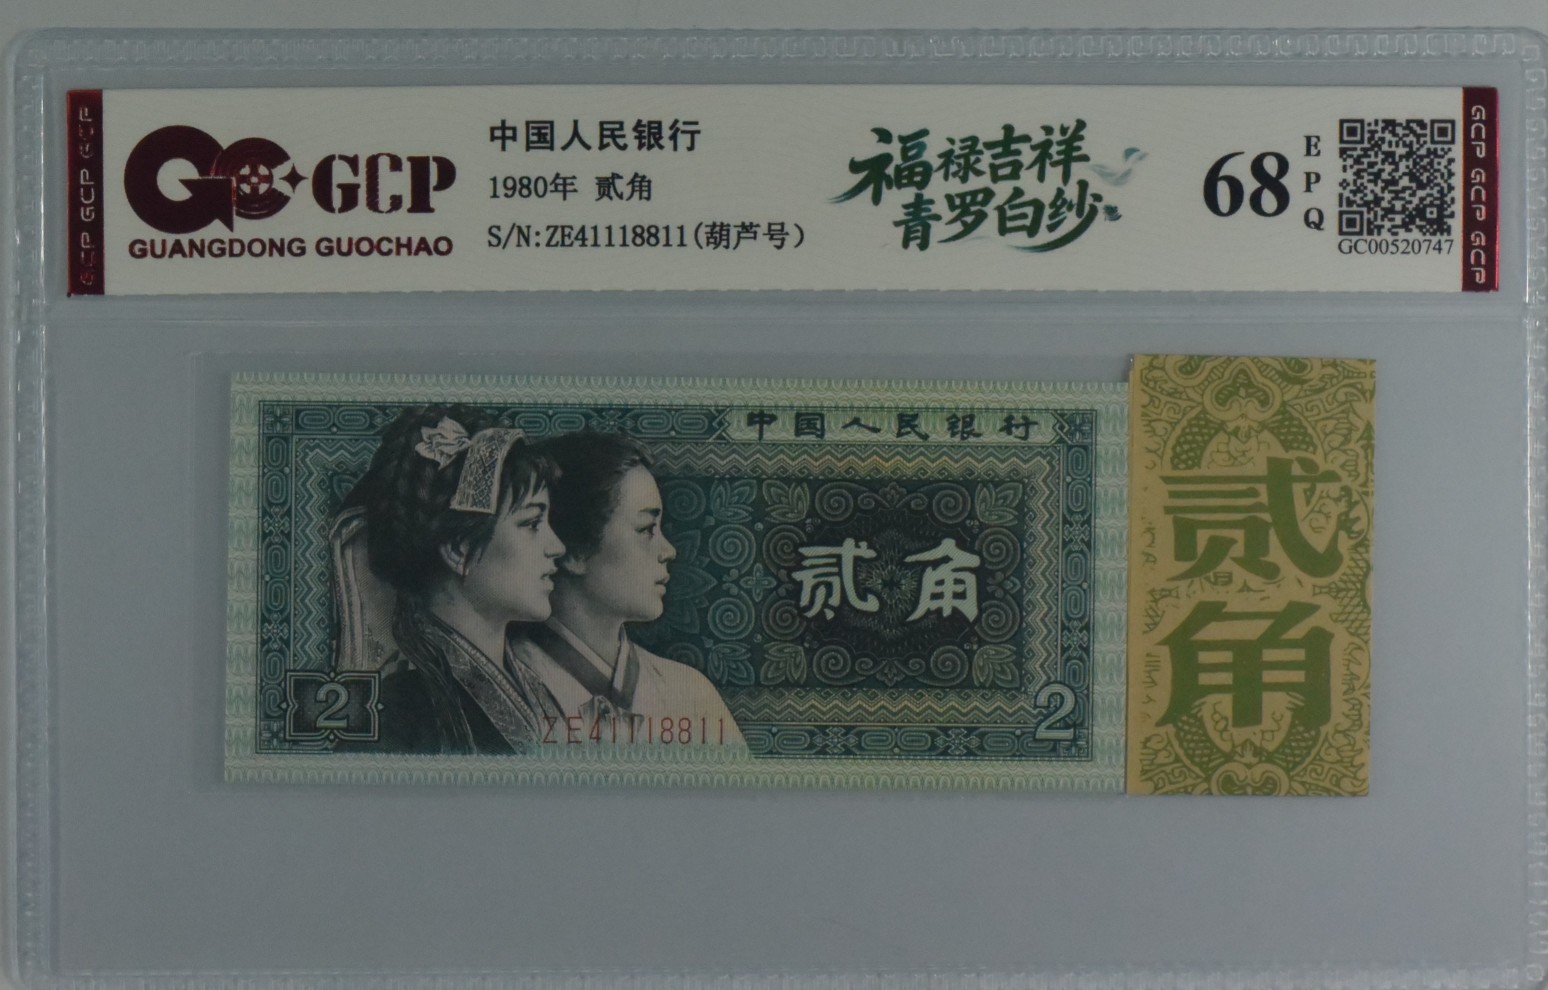 GCP
GUANGDONG GUOCHAO
中国人民银行
1980年 贰角
S/N:ZE41118811(葫芦号)
福禄吉祥
青罗白纱
68
EPQ
GC00520747
GCP GCP GCP
GCP GCP GCP
中国人民银行
贰角
2
ZE41118811
2
贰角